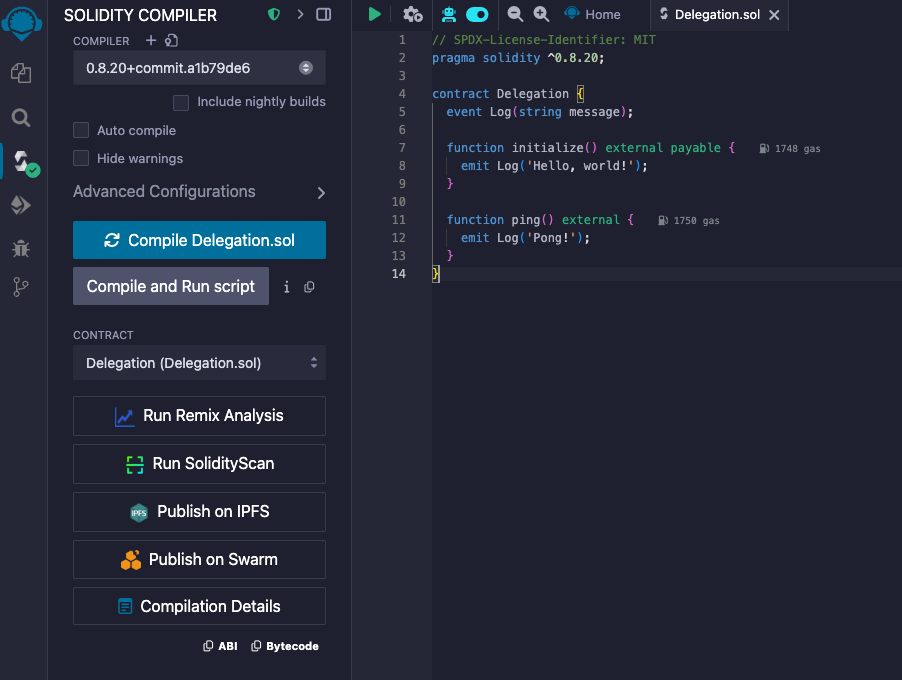 SOLIDITY COMPILER
COMPILER
0.8.20+commit.a1b79de6
Include nightly builds
Auto compile
Hide warnings
Advanced Configurations
Compile Delegation.sol
Compile and Run script
i
CONTRACT
Delegation (Delegation.sol)
Run Remix Analysis
Run SolidityScan
IPFS
Publish on IPFS
Publish on Swarm
Compilation Details
ABI Bytecode
Home Delegation.sol
1 // SPDX-License-Identifier: MIT
2 pragma solidity ^0.8.20;
3
4 contract Delegation {
5 event Log(string message);
6
7 function initialize() external payable { 1748 gas
8 emit Log('Hello, world!');
9 }
10
11 function ping() external { 1750 gas
12 emit Log('Pong!');
13 }
14 }